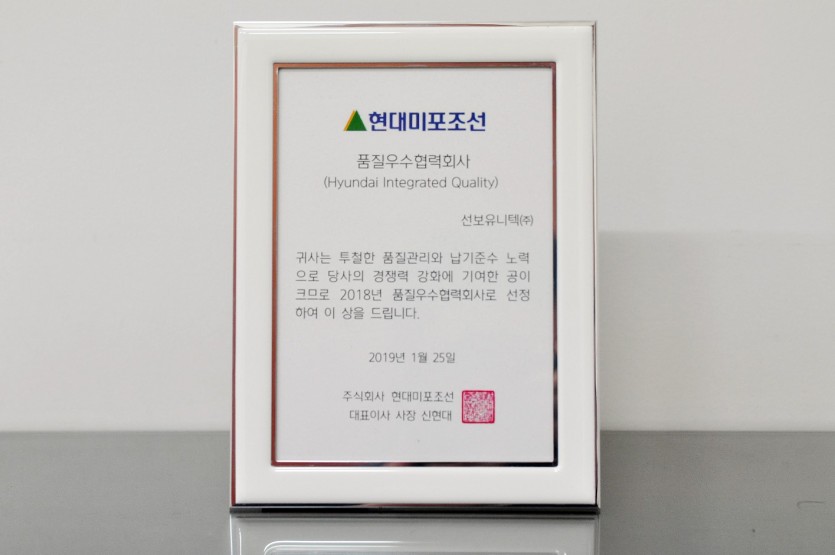 현대미포조선
품질우수협력회사
(Hyundai Integrated Quality)
선보유니텍㈜
귀사는 투철한 품질관리와 납기준수 노력
으로 당사의 경쟁력 강화에 기여한 공이
크므로 2018년 품질우수협력회사로 선정
하여 이 상을 드립니다.
2019년 1월 25일
주식회사 현대미포조선
대표이사 사장 신현대